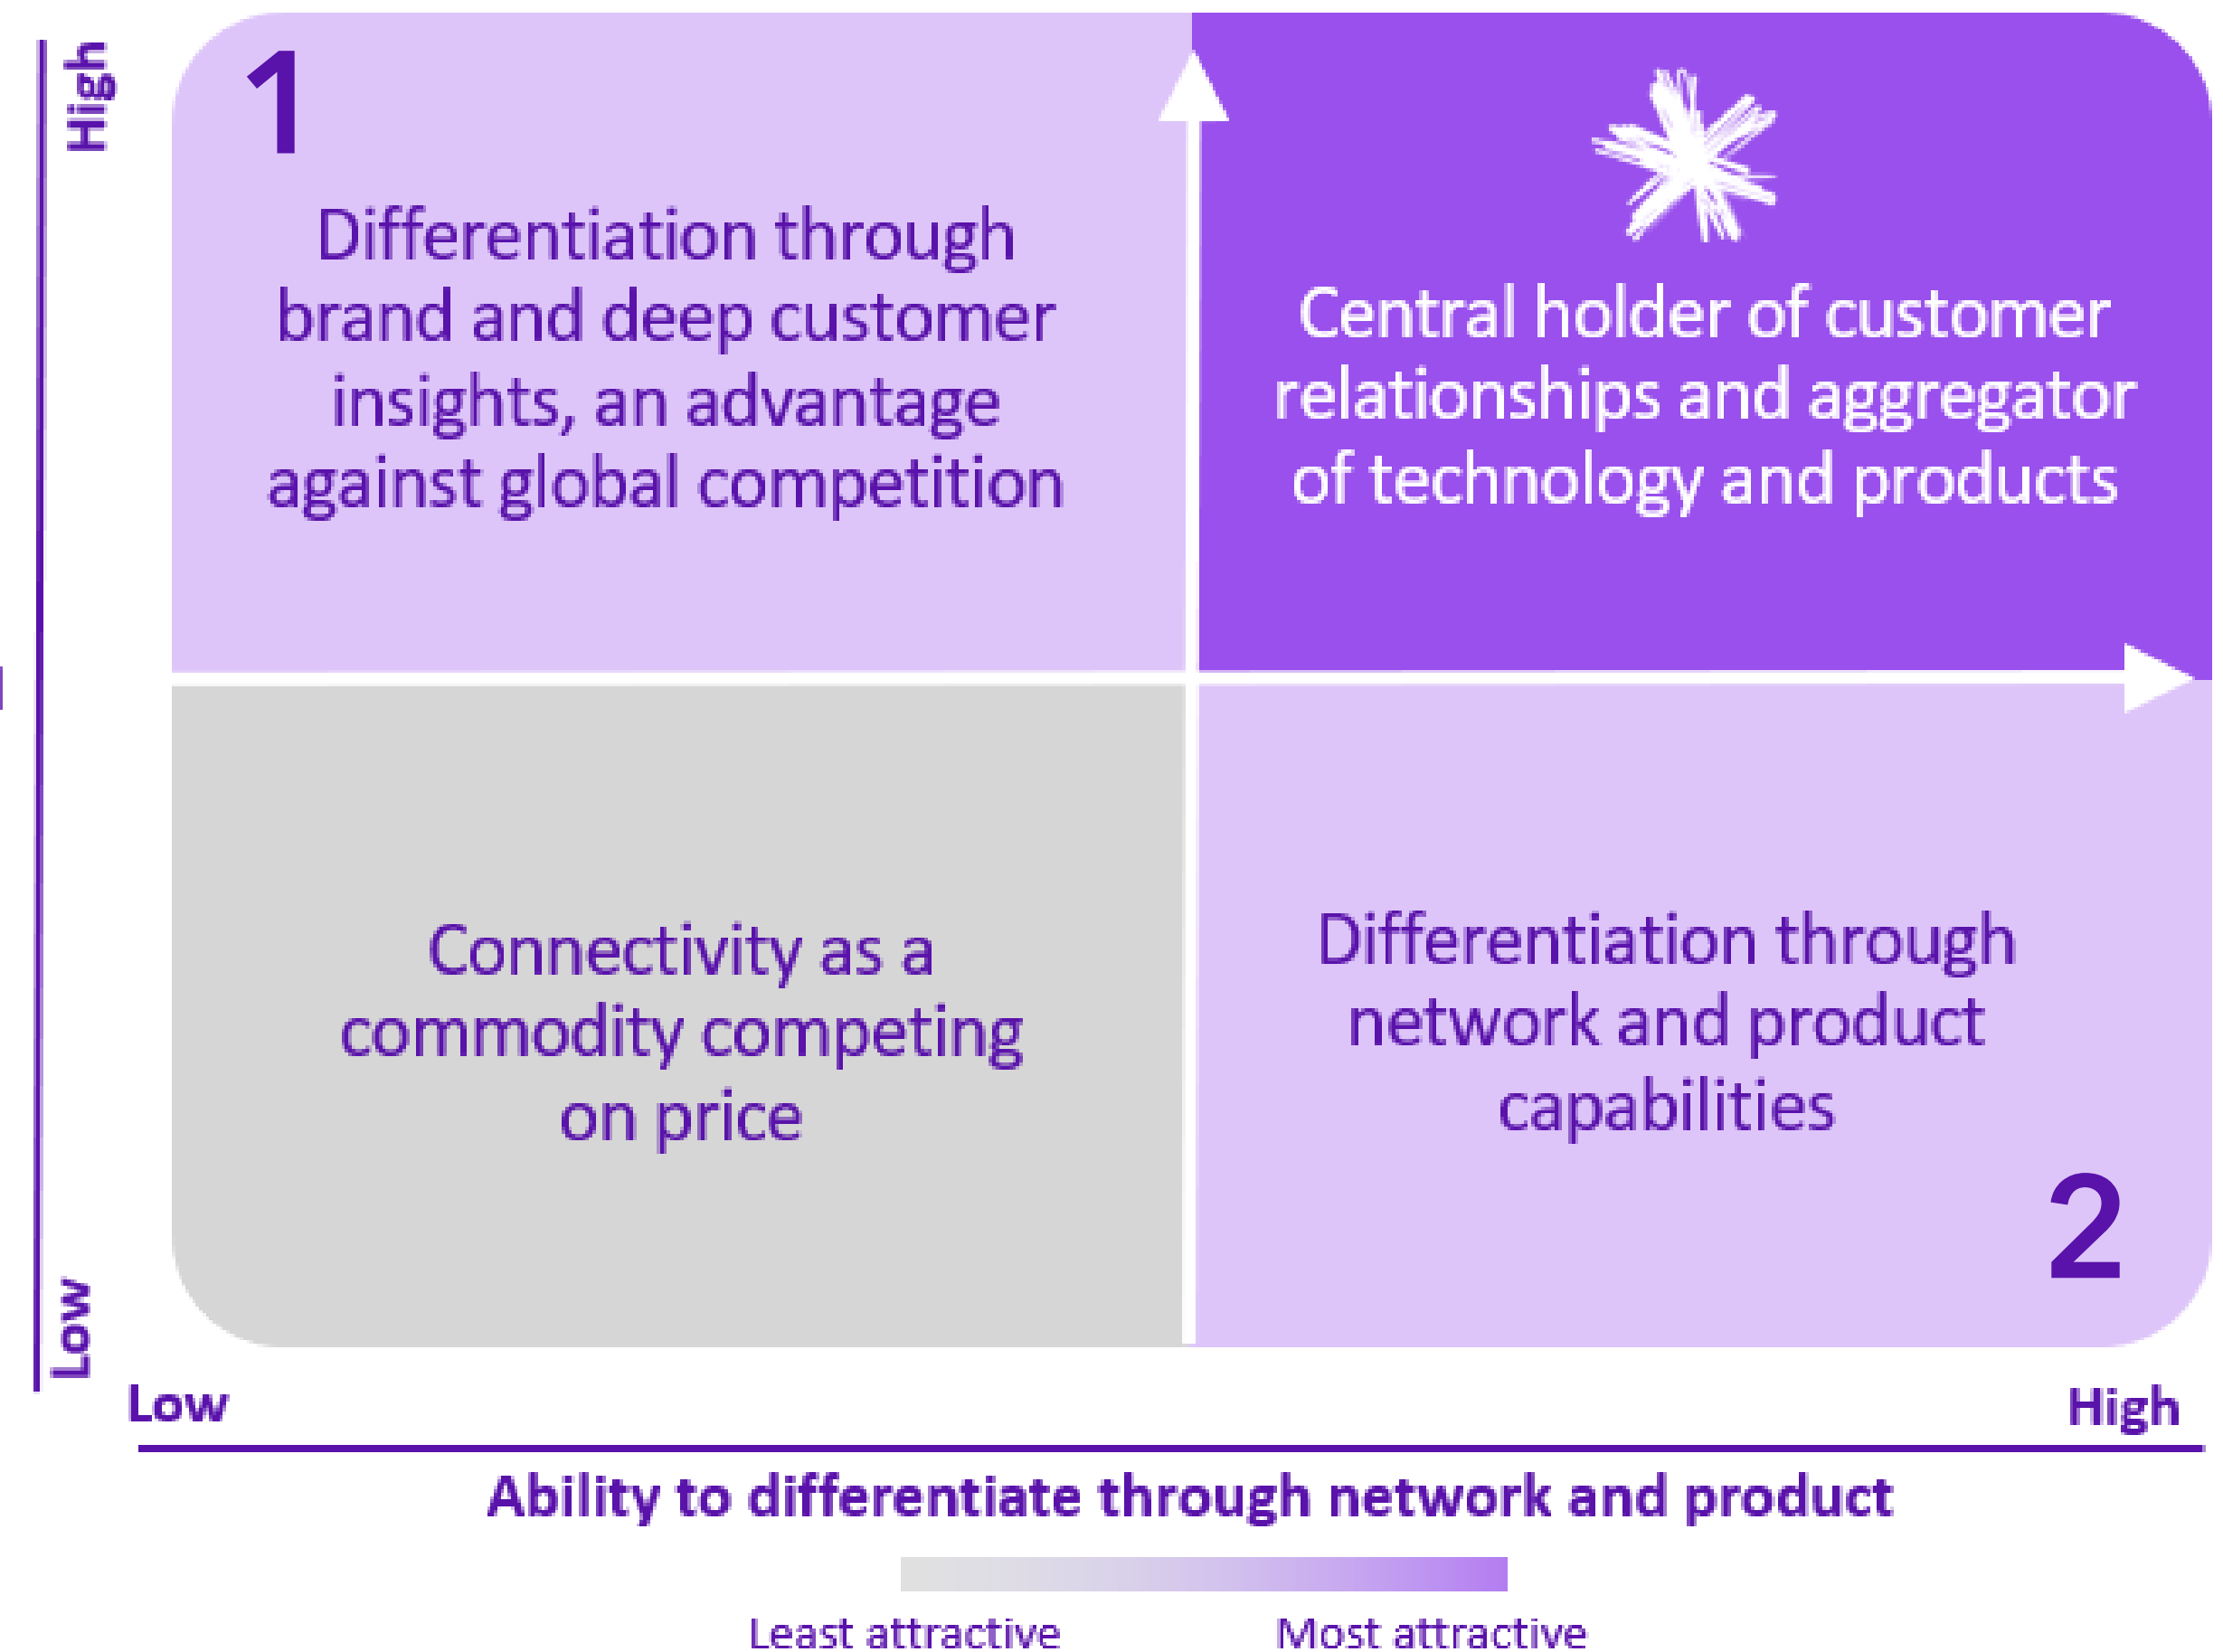 High
1
Differentiation through
brand and deep customer
insights, an advantage
against global competition
Central holder of customer
relationships and aggregator
of technology and products
Connectivity as a
commodity competing
on price
Differentiation through
network and product
capabilities
2
Low
Low
High
Ability to differentiate through network and product
Least attractive
Most attractive